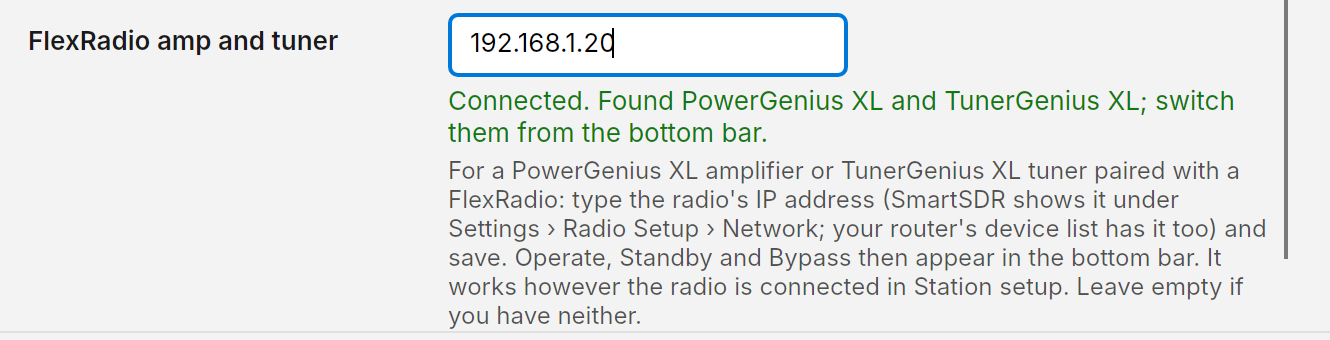 FlexRadio amp and tuner
192.168.1.20
Connected. Found PowerGenius XL and TunerGenius XL; switch
them from the bottom bar.
For a PowerGenius XL amplifier or TunerGenius XL tuner paired with a
FlexRadio: type the radio's IP address (SmartSDR shows it under
Settings › Radio Setup › Network; your router's device list has it too) and
save. Operate, Standby and Bypass then appear in the bottom bar. It
works however the radio is connected in Station setup. Leave empty if
you have neither.